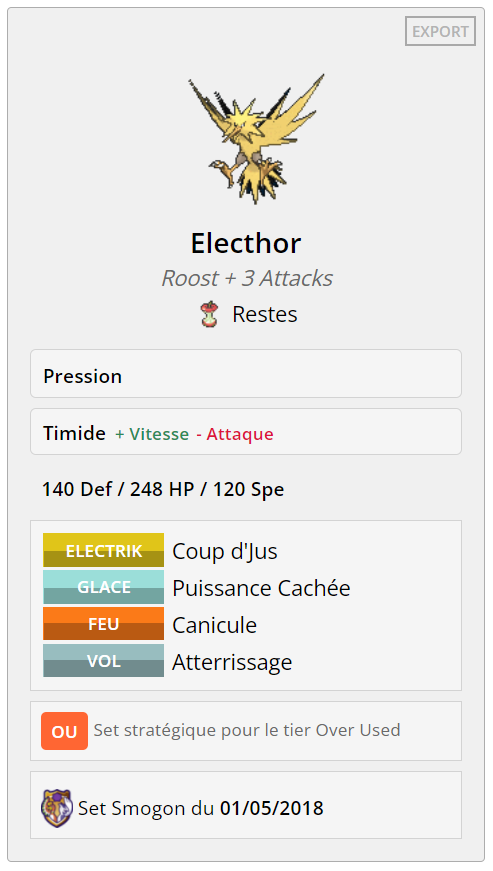 EXPORT
Electhor
Roost + 3 Attacks
Restes
Pression
Timide + Vitesse - Attaque
140 Def / 248 HP / 120 Spe
ELECTRIK Coup d'Jus
GLACE Puissance Cachée
FEU Canicule
VOL Atterrissage
OU Set stratégique pour le tier Over Used
Set Smogon du 01/05/2018